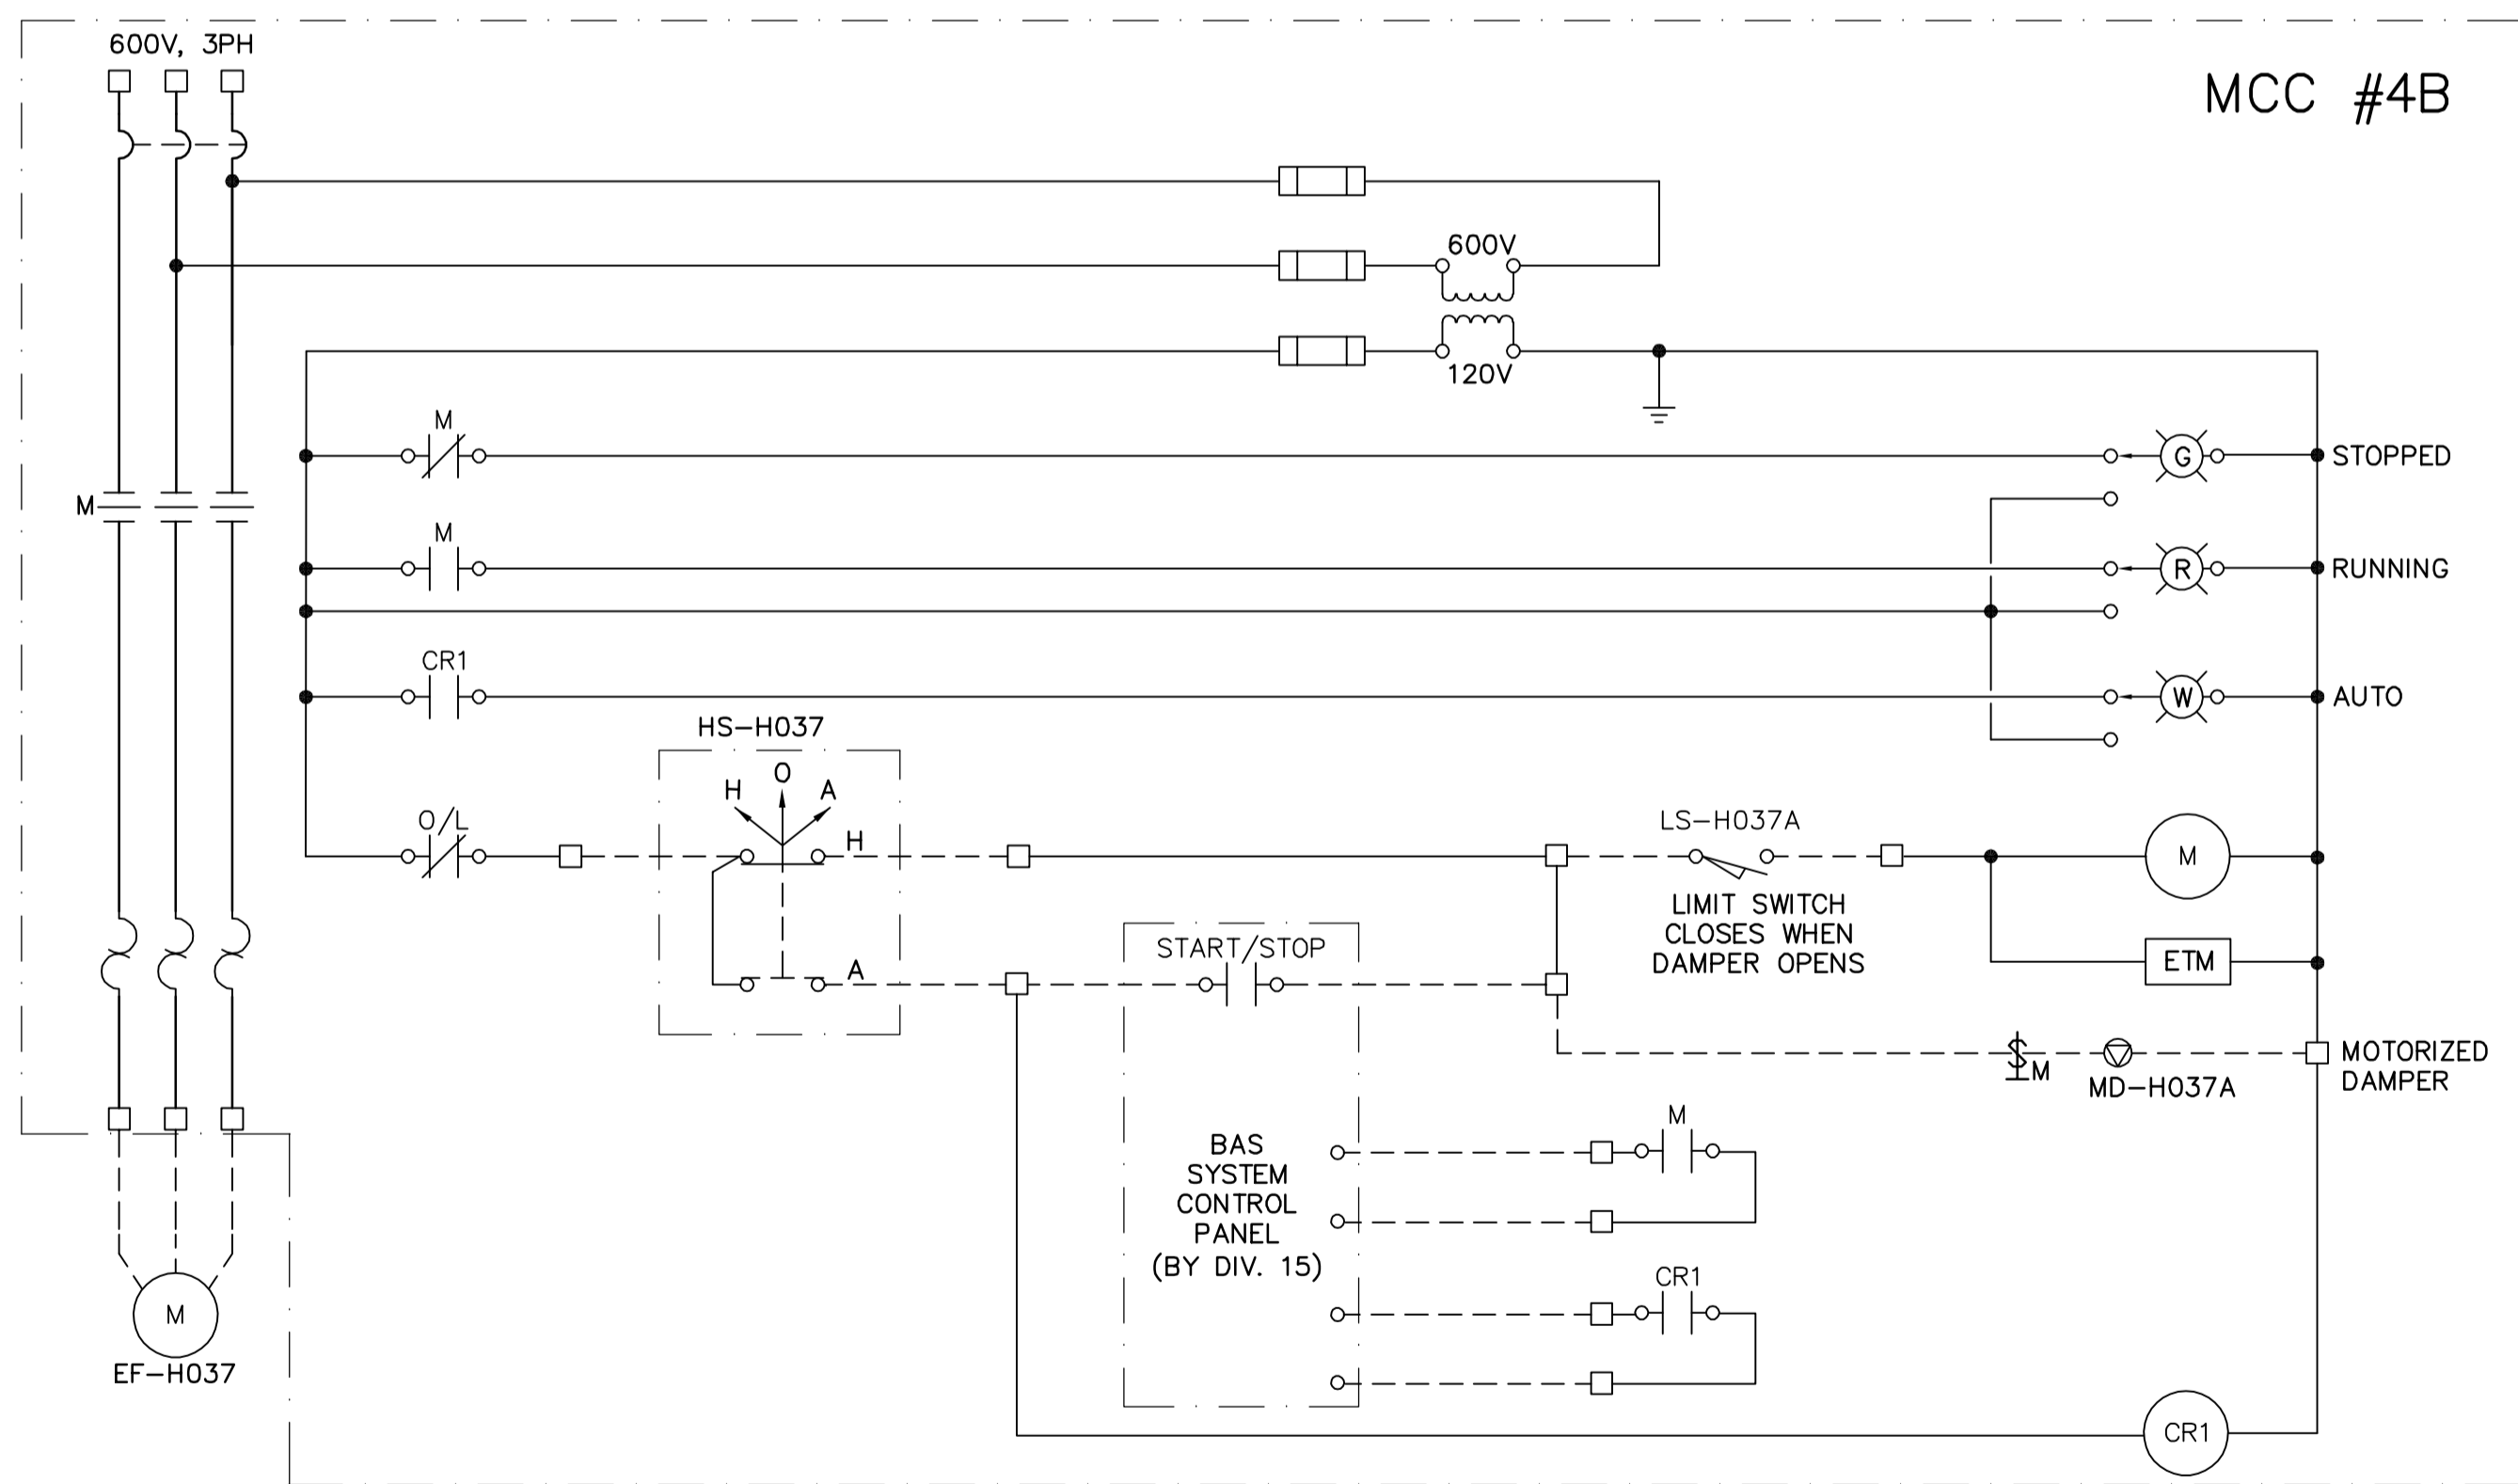 600V, 3PH
MCC #4B
600V
120V
M
G
STOPPED
M
M
R
RUNNING
CR1
W
AUTO
HS-H037
H
O
A
O/L
H
LS-H037A
M
LIMIT SWITCH
CLOSES WHEN
DAMPER OPENS
START/STOP
A
ETM
M
MD-H037A
MOTORIZED
DAMPER
BAS
SYSTEM
CONTROL
PANEL
(BY DIV. 15)
M
CR1
M
EF-H037
CR1